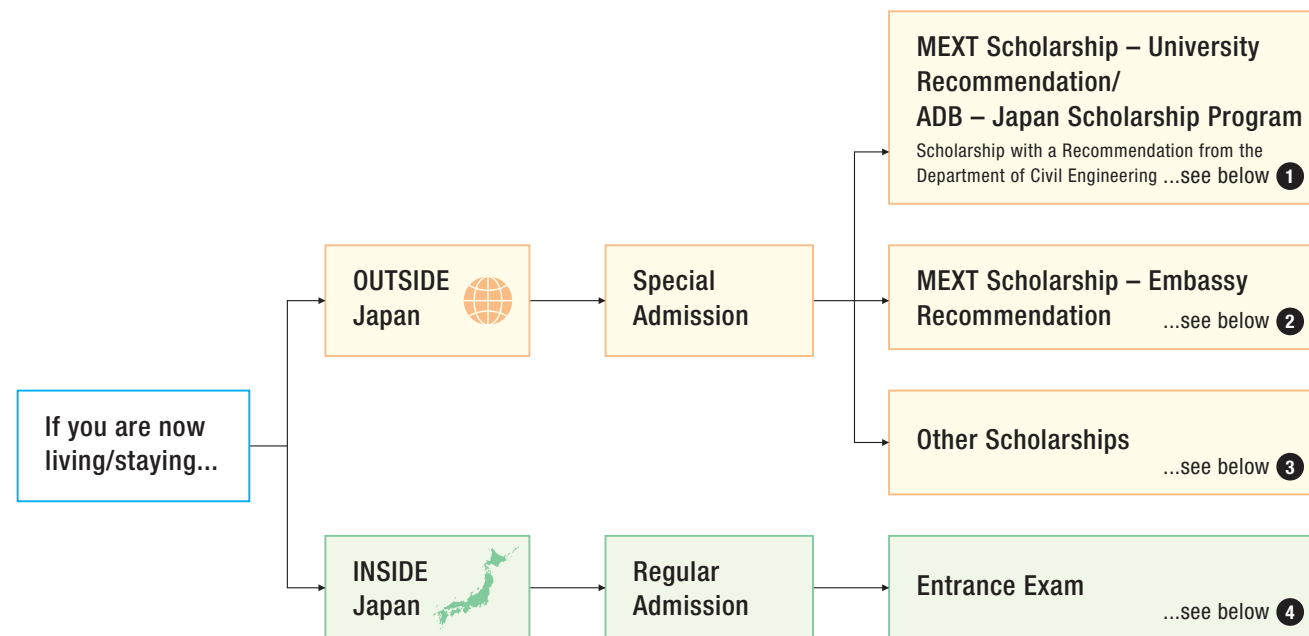 MEXT Scholarship – University
Recommendation/
ADB – Japan Scholarship Program
Scholarship with a Recommendation from the
Department of Civil Engineering ...see below 1
OUTSIDE
Japan
Special
Admission
MEXT Scholarship – Embassy
Recommendation ...see below 2
If you are now
living/staying...
Other Scholarships
...see below 3
INSIDE
Japan
Regular
Admission
Entrance Exam
...see below 4